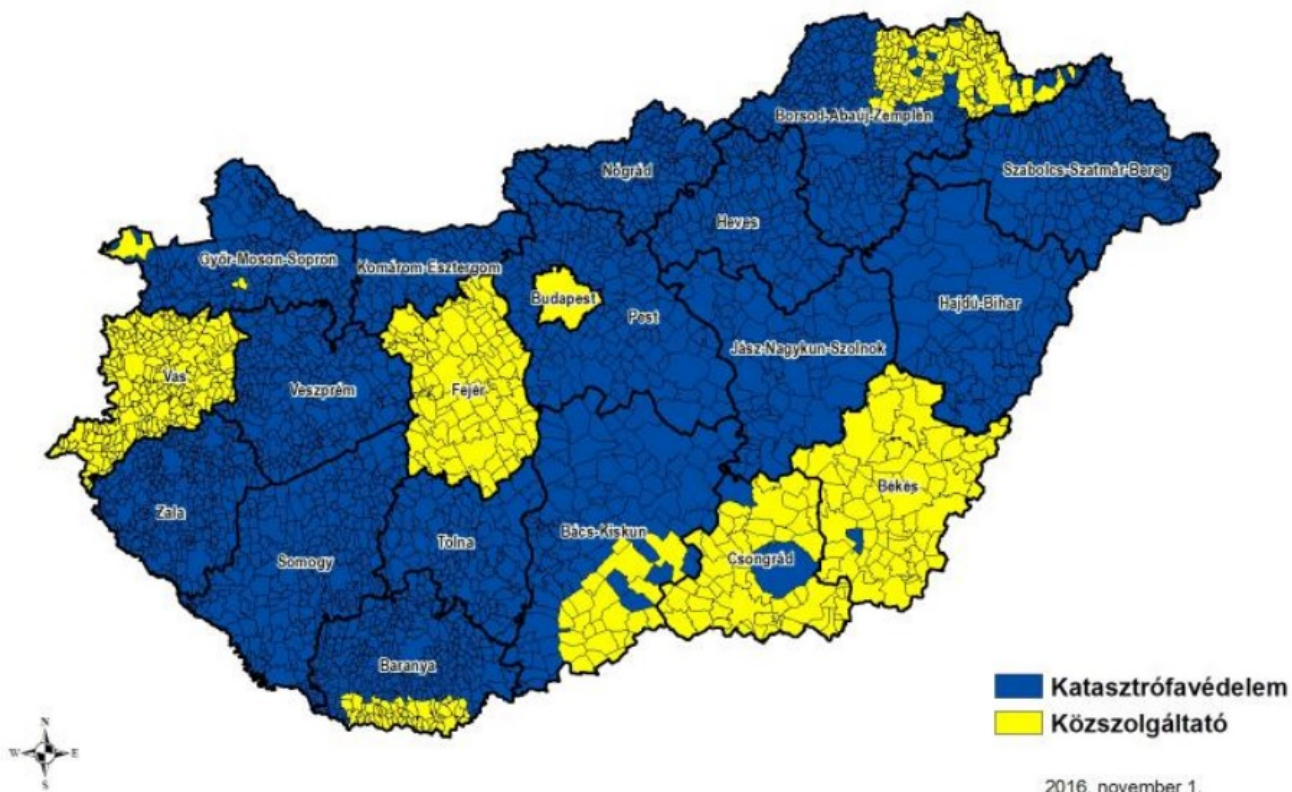 Borsod-Abaúj-Zemplén
Nógrád
Szabolcs-Szatmár-Bereg
Heves
Győr-Moson-Sopron
Komárom-Esztergom
Budapest
Hajdú-Bihar
Pest
Jász-Nagykun-Szolnok
Vas
Veszprém
Fejér
Békés
Zala
Tolna
Bács-Kiskun
Somogy
Csongrád
Baranya
Katasztrófavédelem
Közszolgáltató
N
W E
S
2016. november 1.